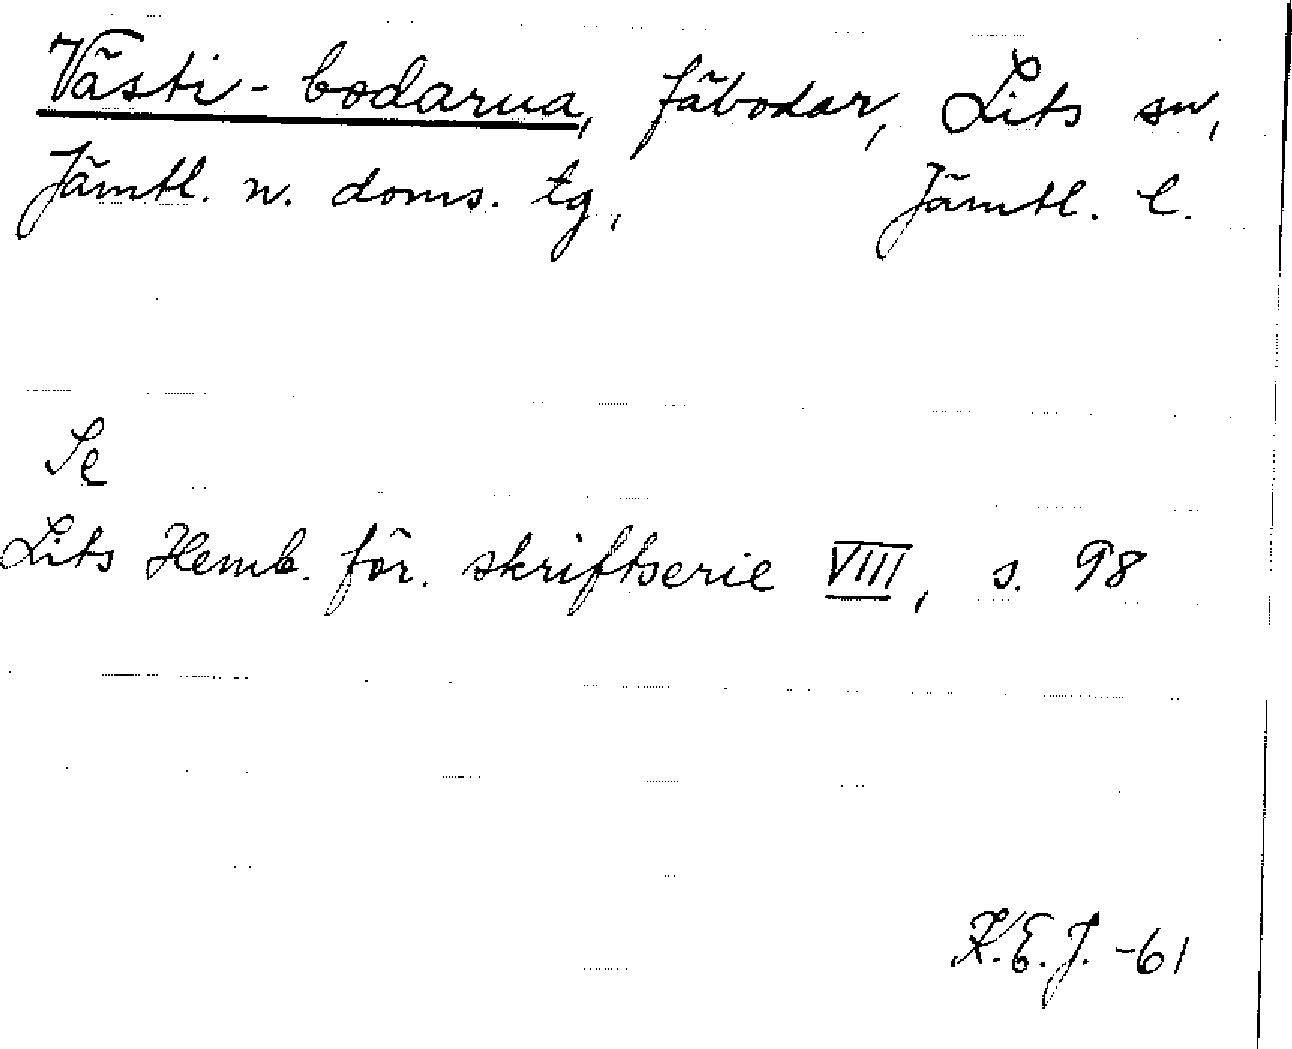 Västi-bodarna, fäbodar, Lits sn,
Jämtl. n. doms. tg, Jämtl. l.
Se
Lits Hemb. för. skriftserie VIII, s. 98
K.E.J. -61